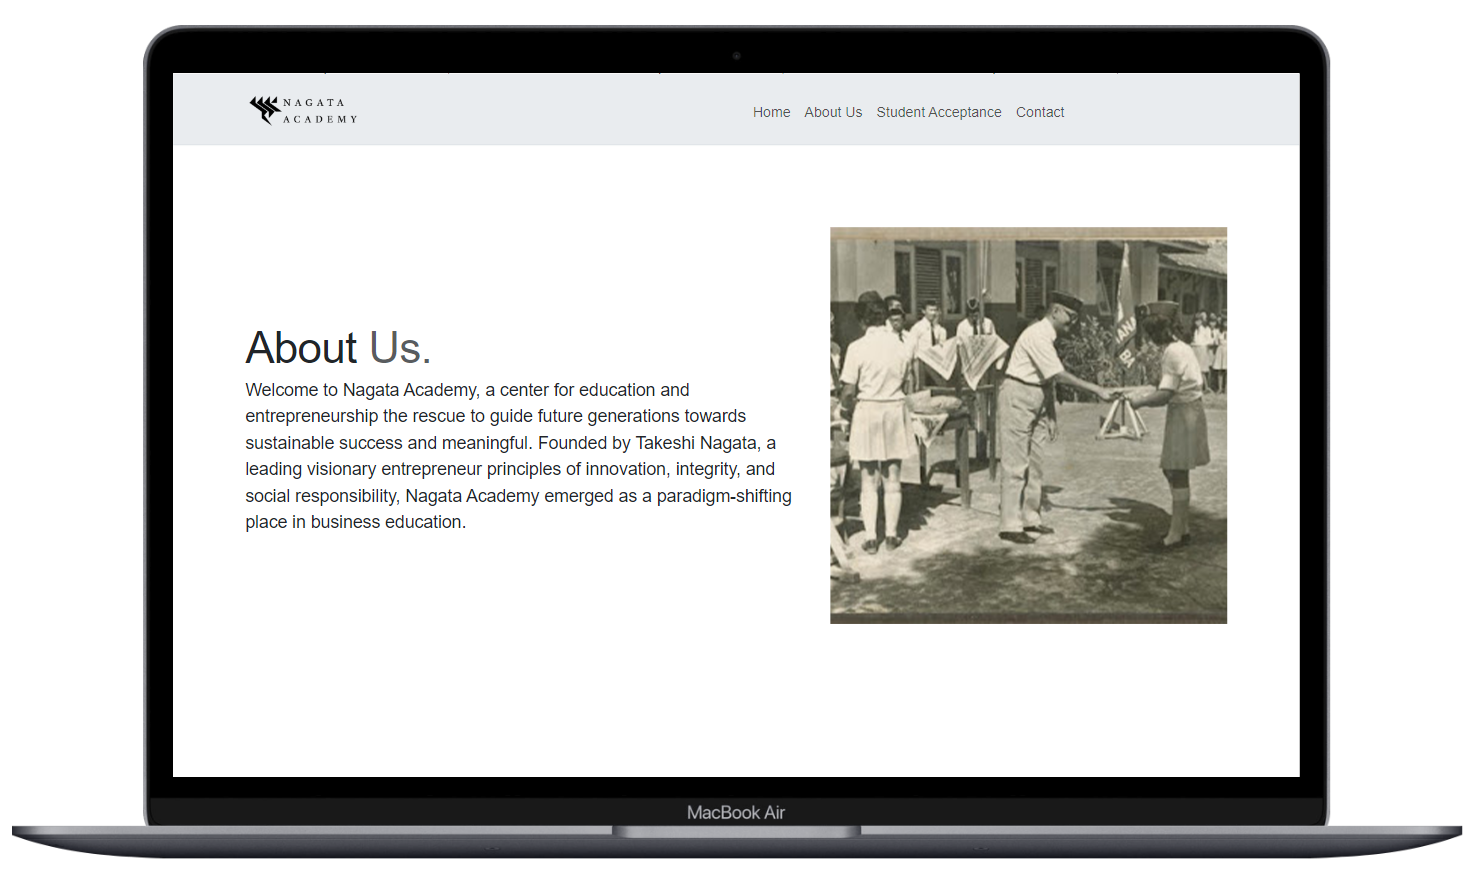 NAGATA
ACADEMY
Home About Us Student Acceptance Contact
About Us.
Welcome to Nagata Academy, a center for education and
entrepreneurship the rescue to guide future generations towards
sustainable success and meaningful. Founded by Takeshi Nagata, a
leading visionary entrepreneur principles of innovation, integrity, and
social responsibility, Nagata Academy emerged as a paradigm-shifting
place in business education.
MacBook Air